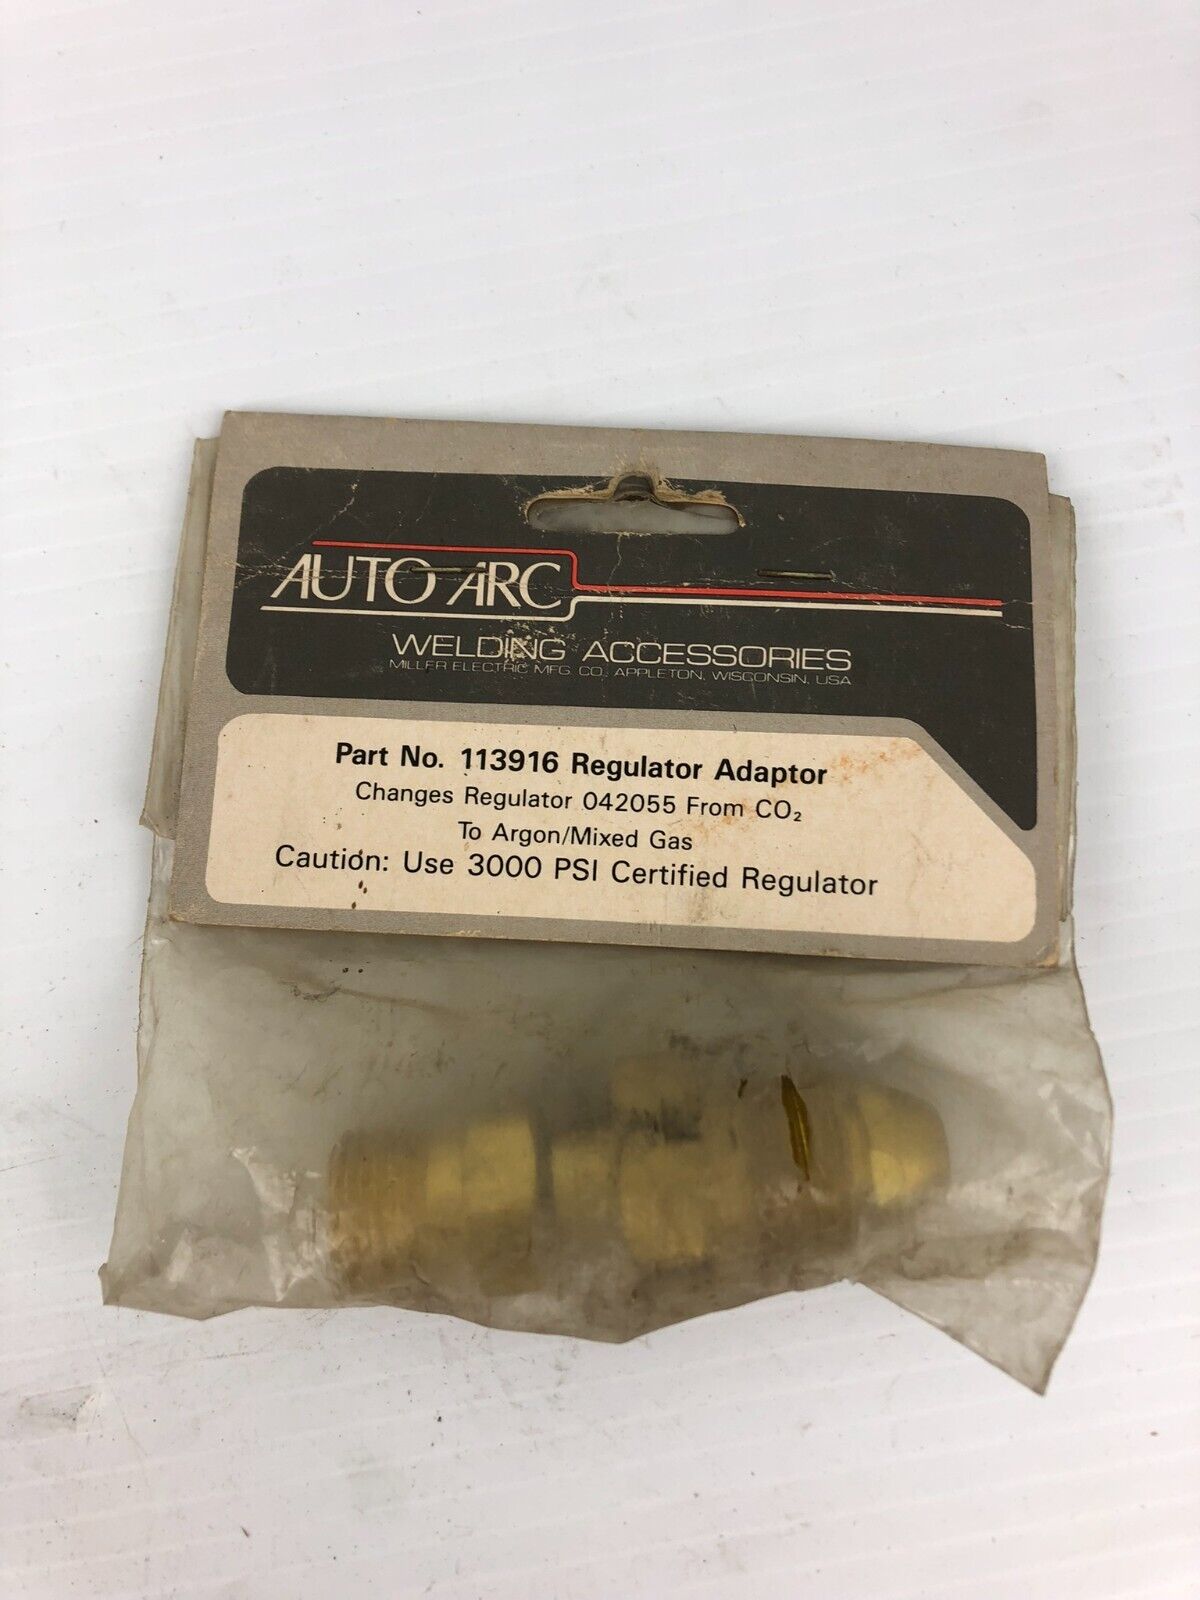 AUTO ARC
WELDING ACCESSORIES
MILLER ELECTRIC MFG. CO., APPLETON, WISCONSIN, USA
Part No. 113916 Regulator Adaptor
Changes Regulator 042055 From CO₂
To Argon/Mixed Gas
Caution: Use 3000 PSI Certified Regulator